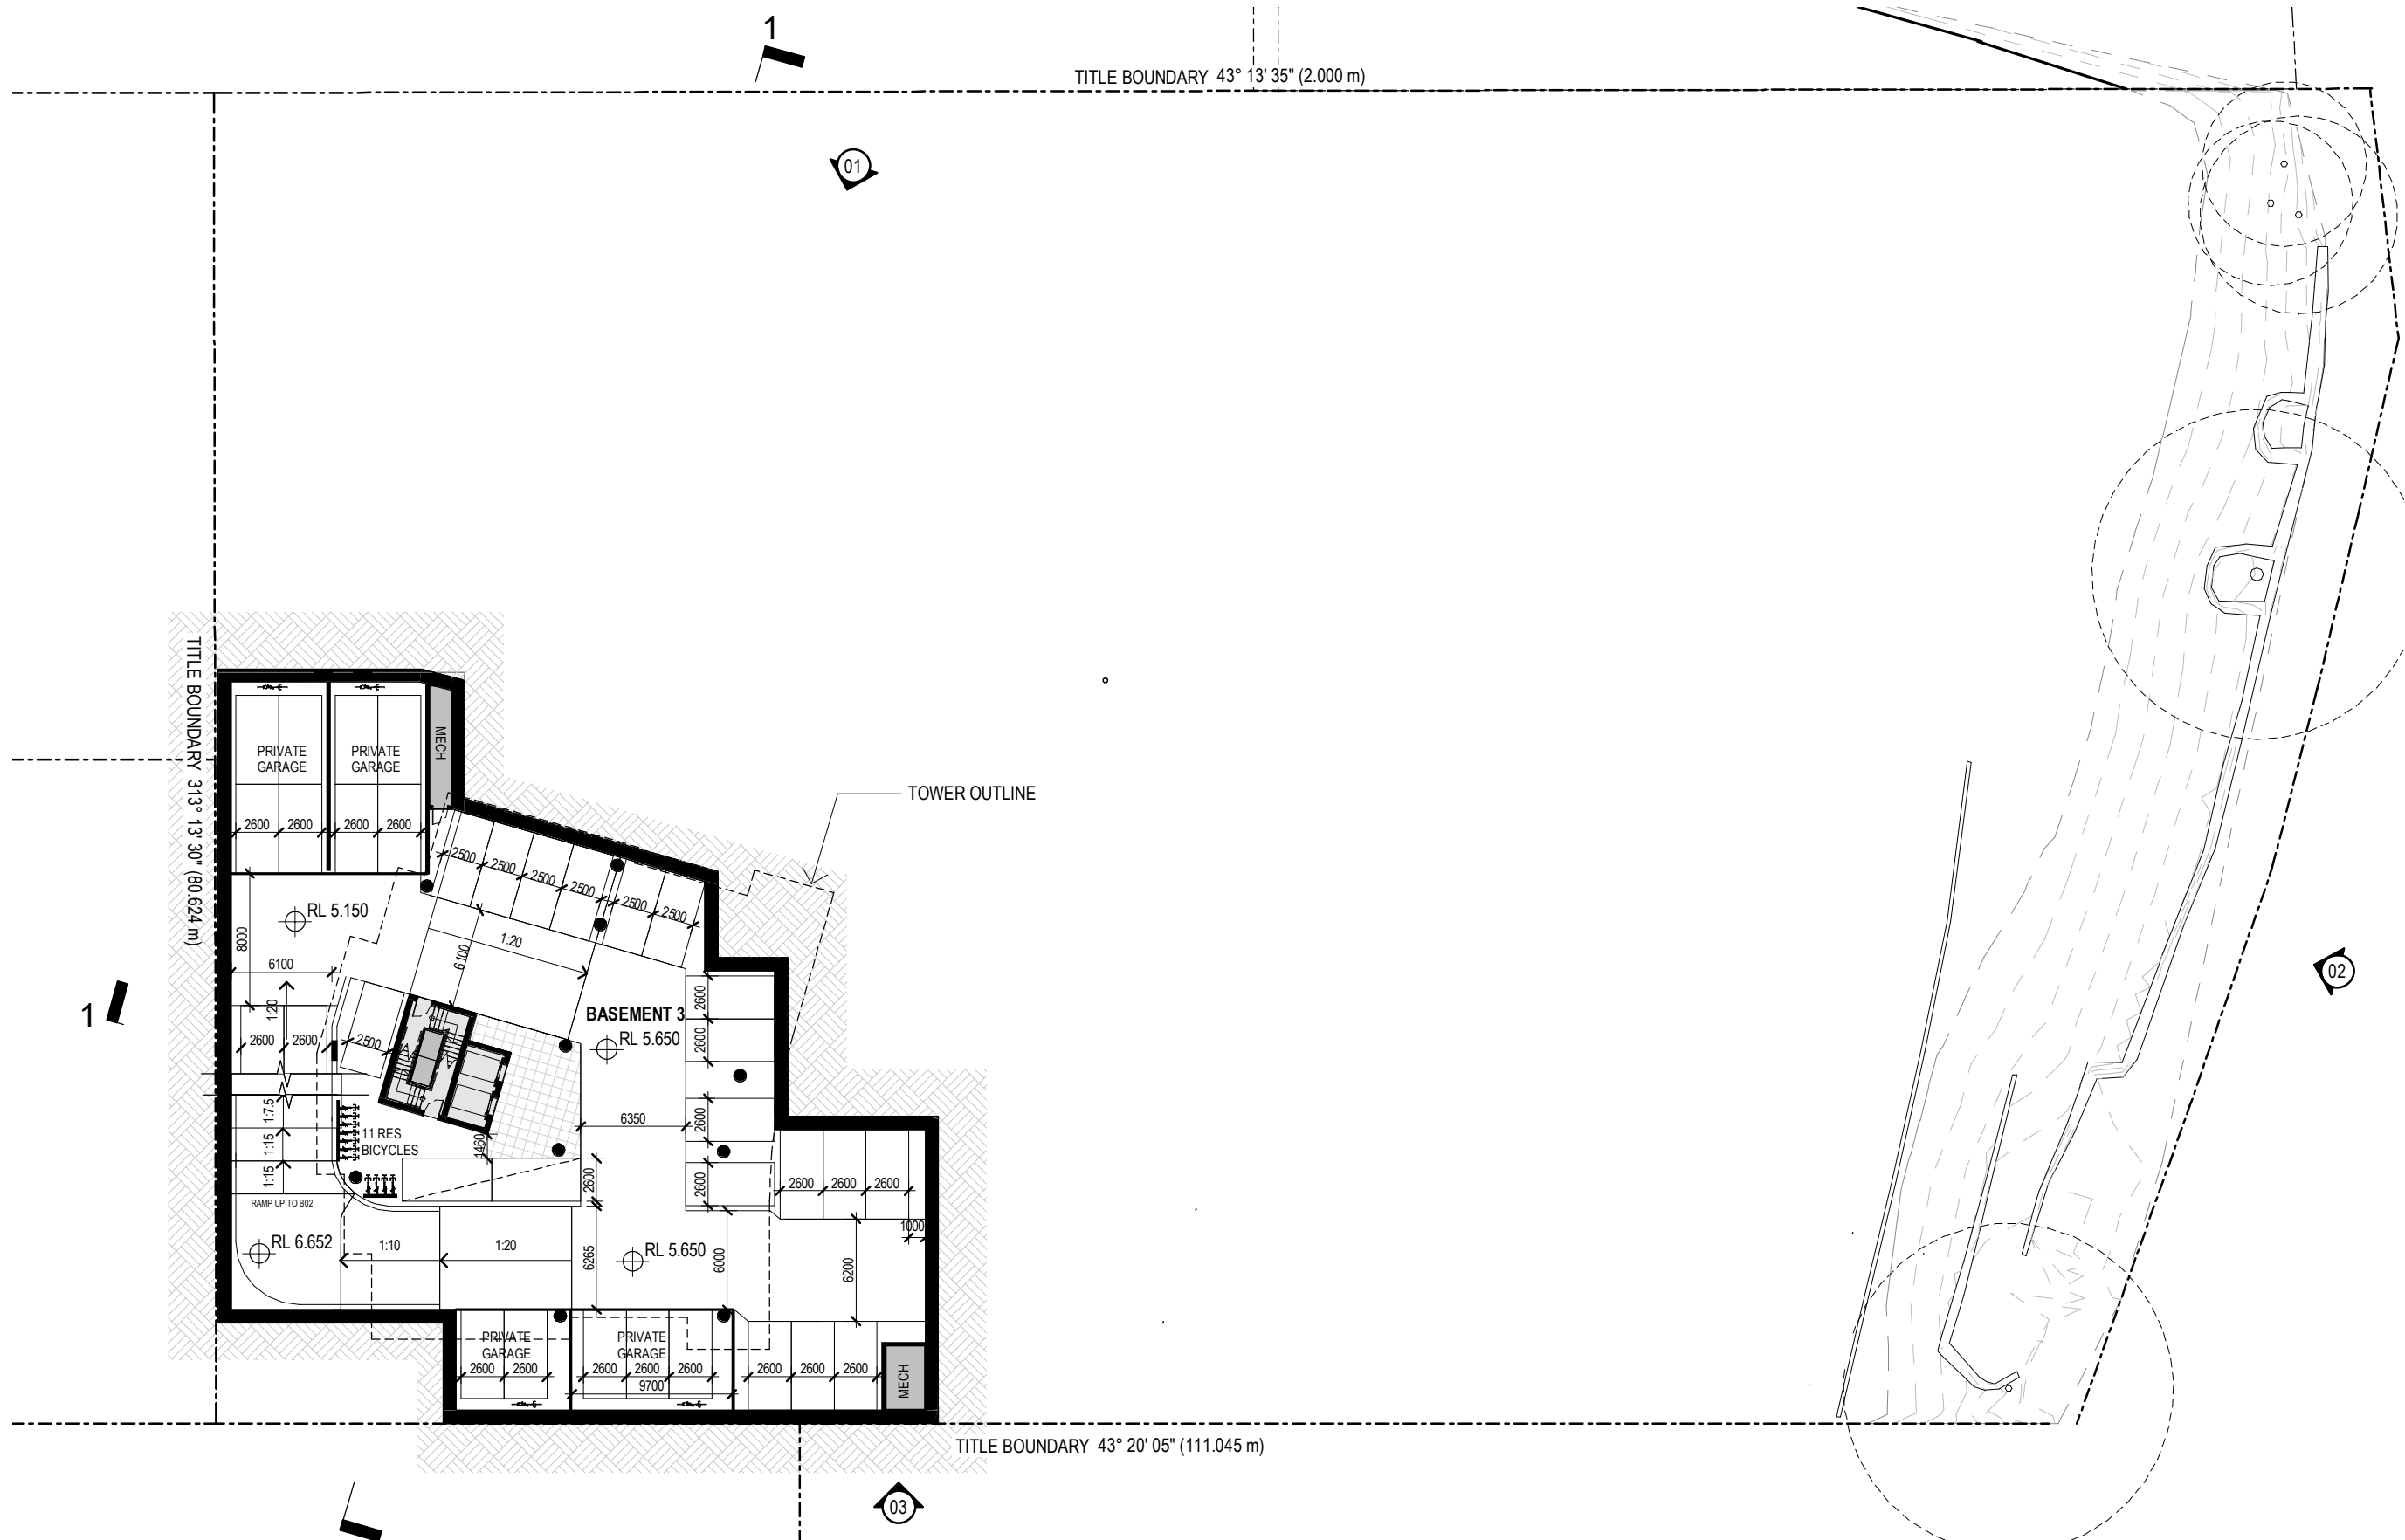 1
TITLE BOUNDARY 43° 13' 35" (2.000 m)
01
TITLE BOUNDARY 313° 13' 30" (80.624 m)
PRIVATE
GARAGE
PRIVATE
GARAGE
MECH
TOWER OUTLINE
2600
2600
2600
2600
2500
2500
2500
2500
2500
2500
RL 5.150
8000
6100
1:20
6100
02
1
1:20
2600
BASEMENT 3
RL 5.650
2600
2600
2500
2600
1:7.5
1:15
1:15
11 RES
BICYCLES
1460
6350
2600
2600
2600
2600
2600
2600
RAMP UP TO B02
1000
RL 6.652
1:10
1:20
6265
RL 5.650
6000
6200
PRIVATE
GARAGE
PRIVATE
GARAGE
2600
2600
2600
2600
2600
2600
2600
2600
9700
MECH
TITLE BOUNDARY 43° 20' 05" (111.045 m)
03